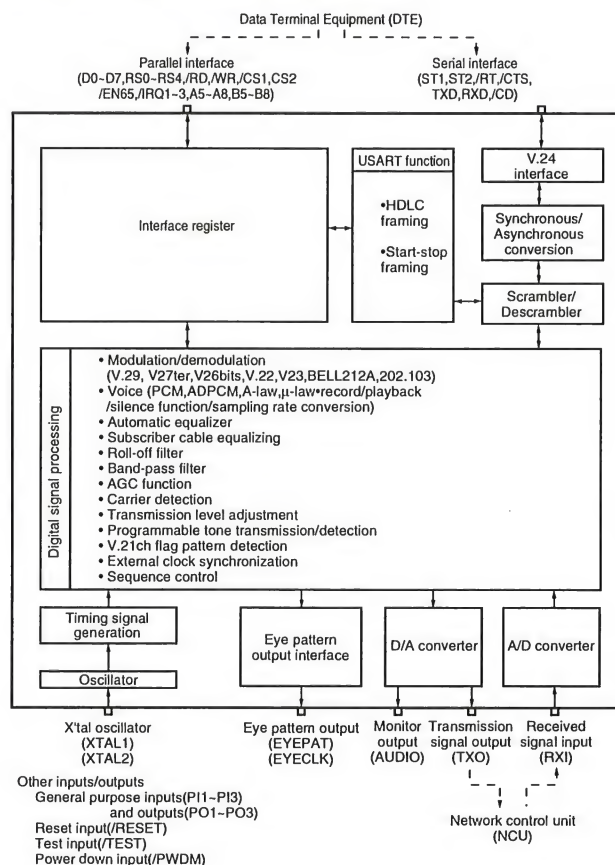 Data Terminal Equipment (DTE)
Parallel interface
(D0~D7,RS0~RS4,/RD,/WR,/CS1,CS2
/EN65,/IRQ1~3,A5~A8,B5~B8)
Serial interface
(ST1,ST2,/RT,/CTS,
TXD,RXD,/CD)
Interface register
USART function
•HDLC
framing
•Start-stop
framing
V.24
interface
Synchronous/
Asynchronous
conversion
Scrambler/
Descrambler
Digital signal processing
• Modulation/demodulation
(V.29, V27ter,V26bits,V.22,V23,BELL212A,202.103)
• Voice (PCM,ADPCM,A-law,μ-law•record/playback
/silence function/sampling rate conversion)
• Automatic equalizer
• Subscriber cable equalizing
• Roll-off filter
• Band-pass filter
• AGC function
• Carrier detection
• Transmission level adjustment
• Programmable tone transmission/detection
• V.21ch flag pattern detection
• External clock synchronization
• Sequence control
Timing signal
generation
Oscillator
Eye pattern
output interface
D/A converter
A/D converter
X'tal oscillator
(XTAL1)
(XTAL2)
Eye pattern output
(EYEPAT)
(EYECLK)
Monitor
output
(AUDIO)
Transmission
signal output
(TXO)
Received
signal input
(RXI)
Network control unit
(NCU)
Other inputs/outputs
General purpose inputs(PI1~PI3)
and outputs(PO1~PO3)
Reset input(/RESET)
Test input(/TEST)
Power down input(/PWDM)